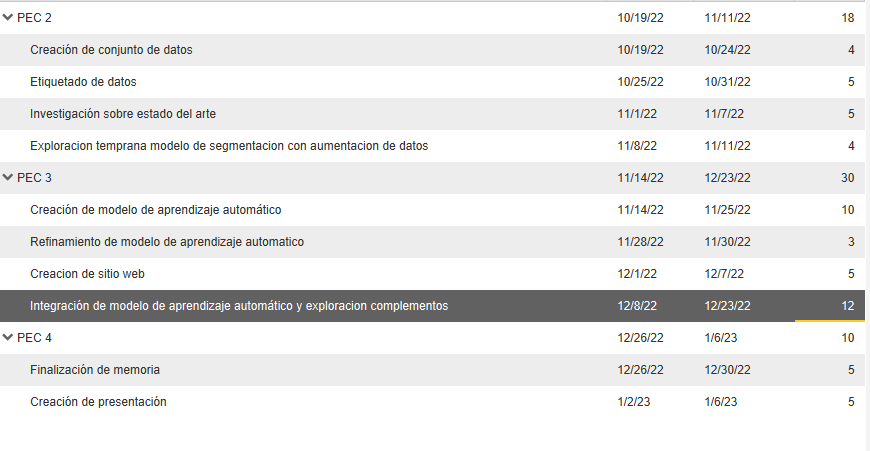 PEC 2 10/19/22 11/11/22 18
Creación de conjunto de datos 10/19/22 10/24/22 4
Etiquetado de datos 10/25/22 10/31/22 5
Investigación sobre estado del arte 11/1/22 11/7/22 5
Exploracion temprana modelo de segmentacion con aumentacion de datos 11/8/22 11/11/22 4
PEC 3 11/14/22 12/23/22 30
Creación de modelo de aprendizaje automático 11/14/22 11/25/22 10
Refinamiento de modelo de aprendizaje automatico 11/28/22 11/30/22 3
Creacion de sitio web 12/1/22 12/7/22 5
Integración de modelo de aprendizaje automático y exploracion complementos 12/8/22 12/23/22 12
PEC 4 12/26/22 1/6/23 10
Finalización de memoria 12/26/22 12/30/22 5
Creación de presentación 1/2/23 1/6/23 5